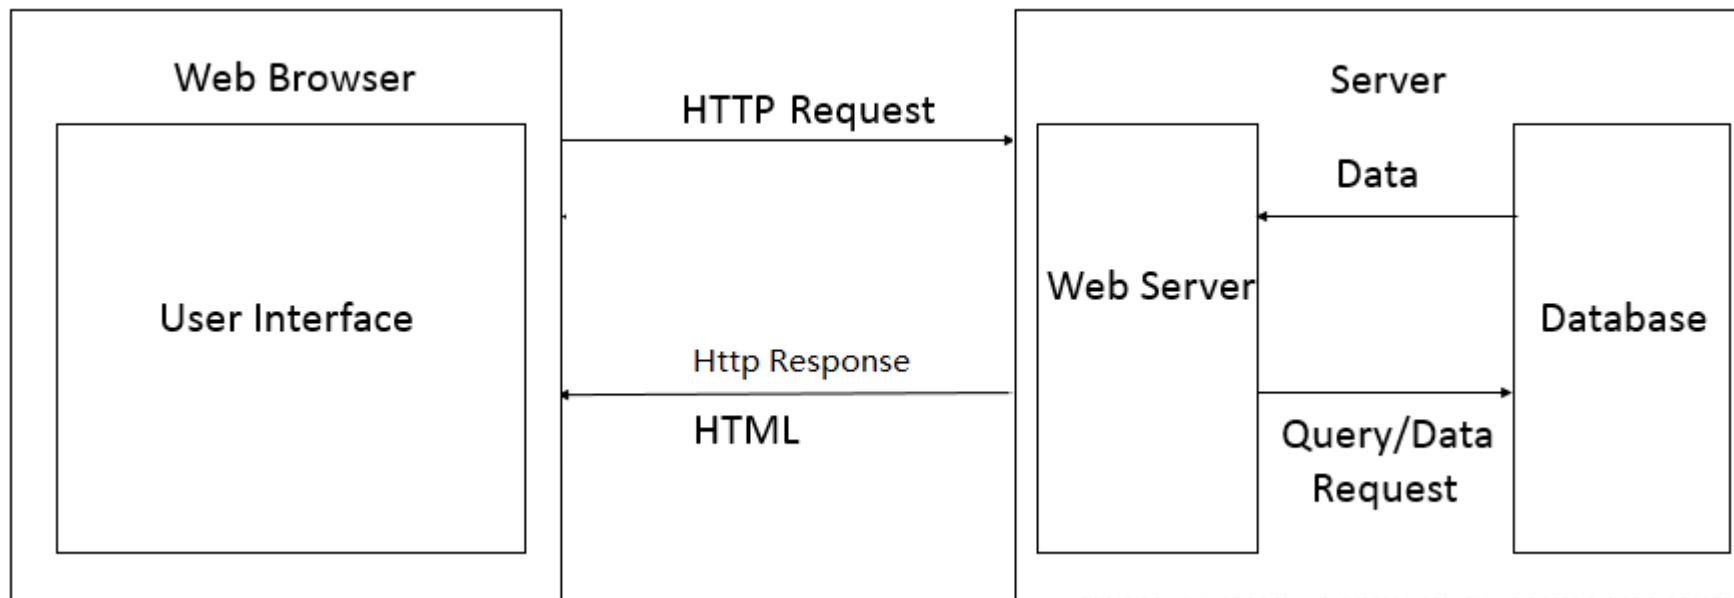 Web Browser
User Interface
HTTP Request
Http Response
HTML
Server
Web Server
Data
Query/Data
Request
Database